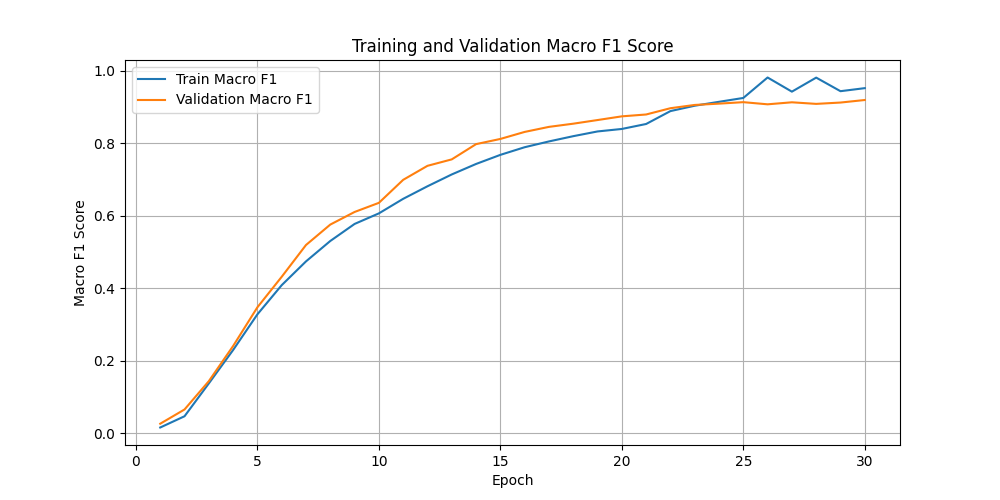 Training and Validation Macro F1 Score
Train Macro F1
Validation Macro F1
Macro F1 Score
1.0
0.8
0.6
0.4
0.2
0.0
0 5 10 15 20 25 30
Epoch